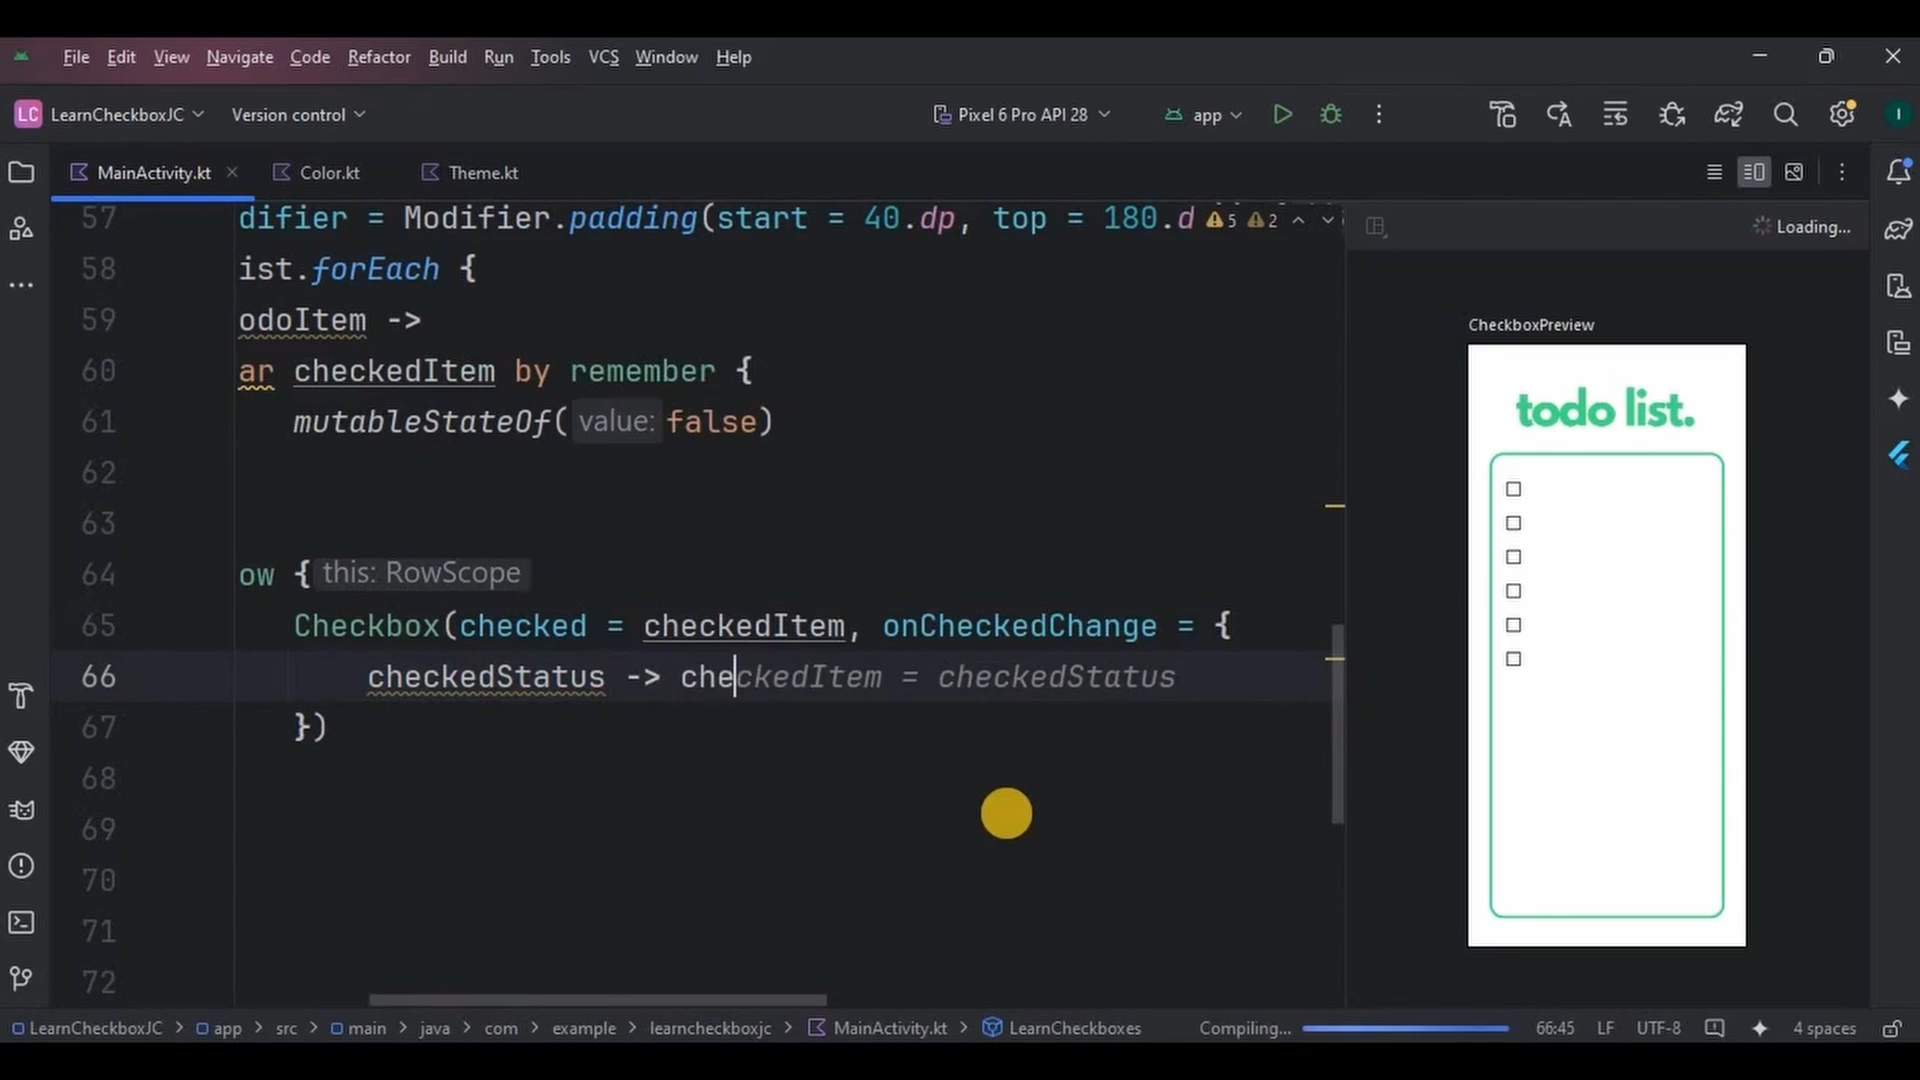 File Edit View Navigate Code Refactor Build Run Tools VCS Window Help
LC LearnCheckboxJC Version control Pixel 6 Pro API 28 app I
MainActivity.kt Color.kt Theme.kt
57 difier = Modifier.padding(start = 40.dp, top = 180.d 5 2
Loading...
58 ist.forEach {
59 odoItem ->
60 ar checkedItem by remember {
61 mutableStateOf( value: false)
62
63
64 ow { this: RowScope
65 Checkbox(checked = checkedItem, onCheckedChange = {
66 checkedStatus -> checkedItem = checkedStatus
67 })
68
69
70
71
72
CheckboxPreview
todo list.
LearnCheckboxJC > app > src > main > java > com > example > learncheckboxjc > MainActivity.kt > LearnCheckboxes Compiling... 66:45 LF UTF-8 4 spaces